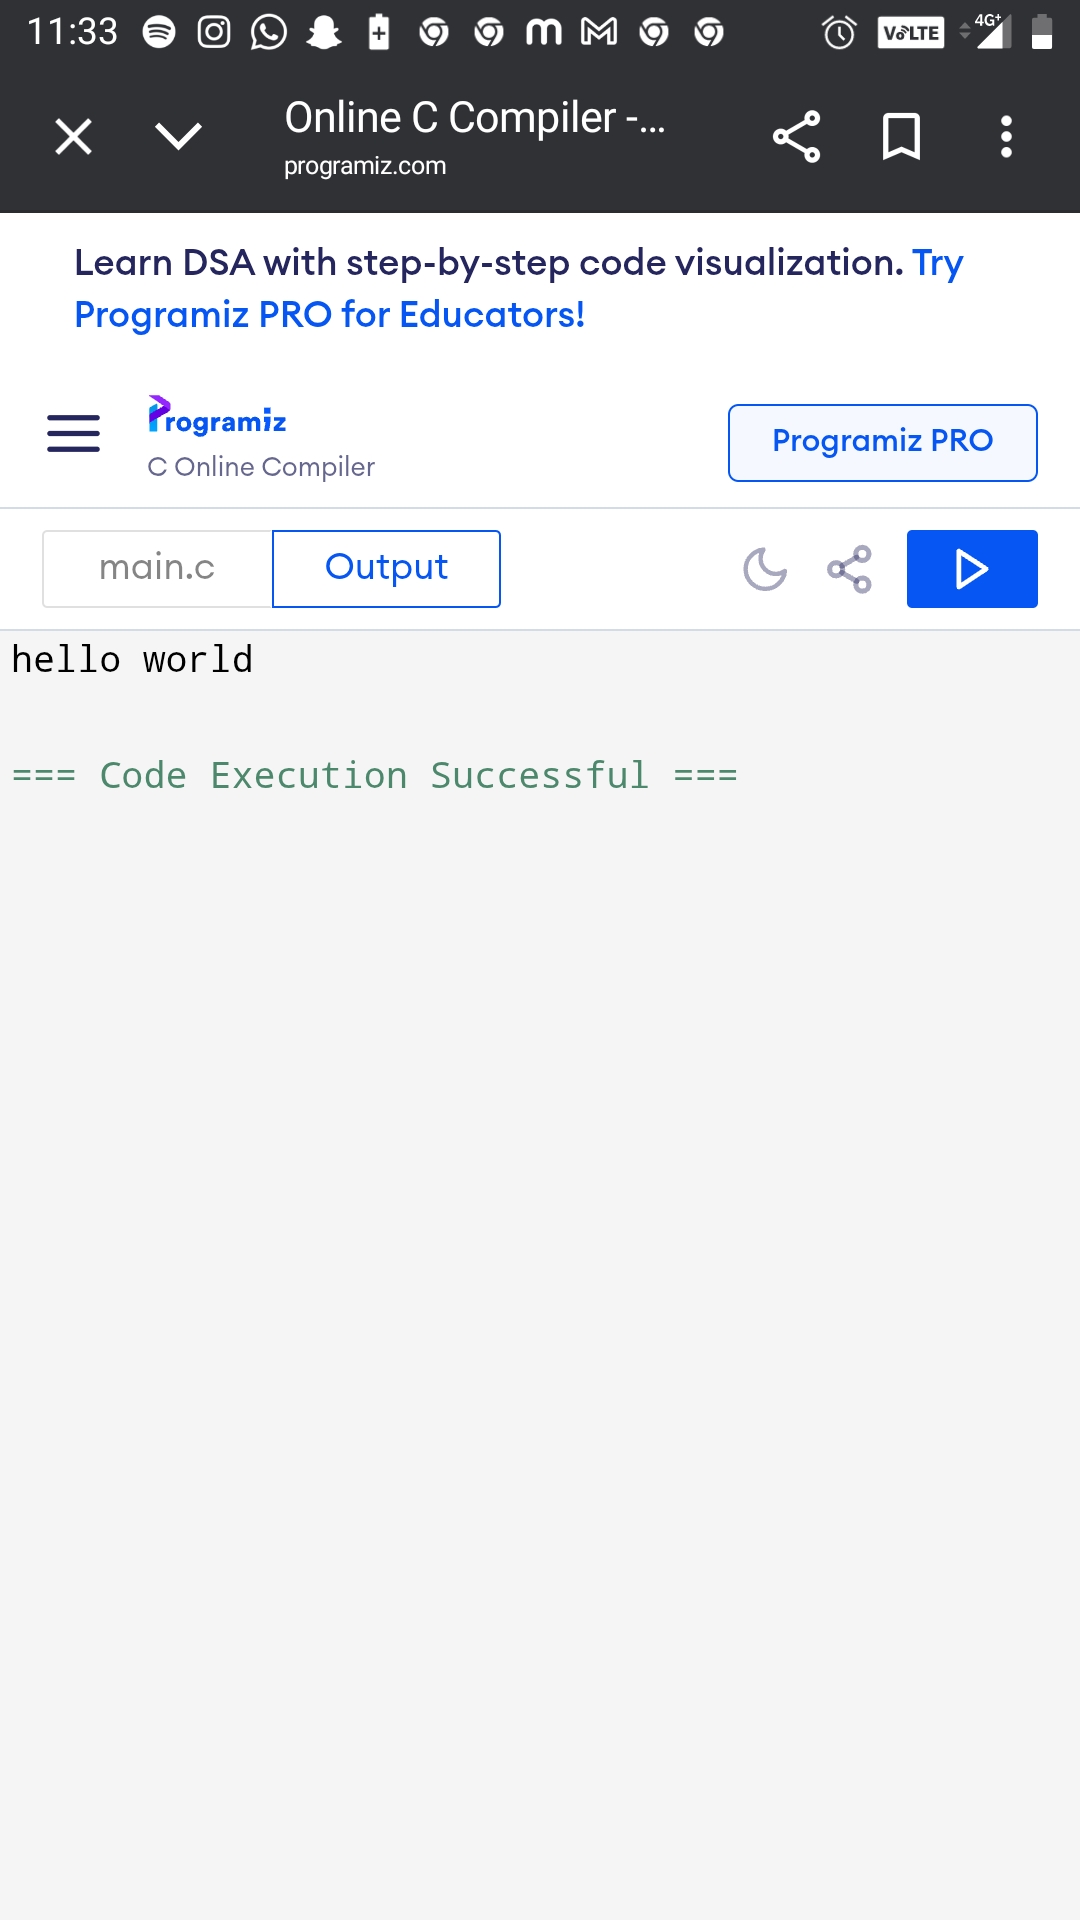 11:33 VoLTE 4G+
Online C Compiler -...
programiz.com
Learn DSA with step-by-step code visualization. Try
Programiz PRO for Educators!
Programiz
C Online Compiler
Programiz PRO
main.c Output
hello world
=== Code Execution Successful ===